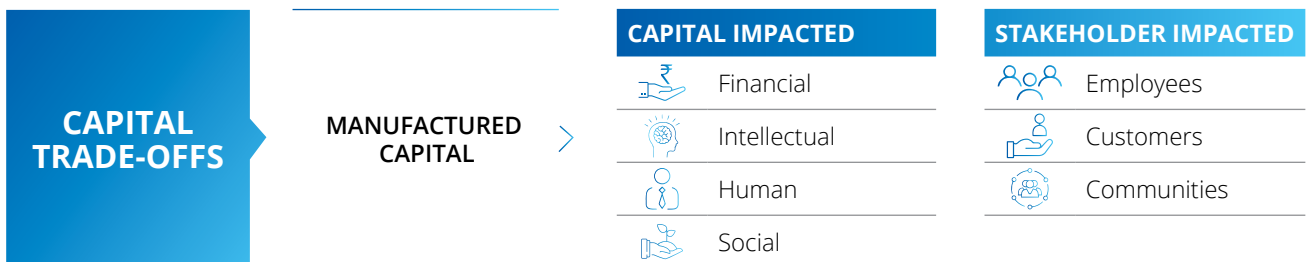 CAPITAL
TRADE-OFFS
MANUFACTURED
CAPITAL
CAPITAL IMPACTED
₹
Financial
Intellectual
Human
Social
STAKEHOLDER IMPACTED
Employees
Customers
Communities